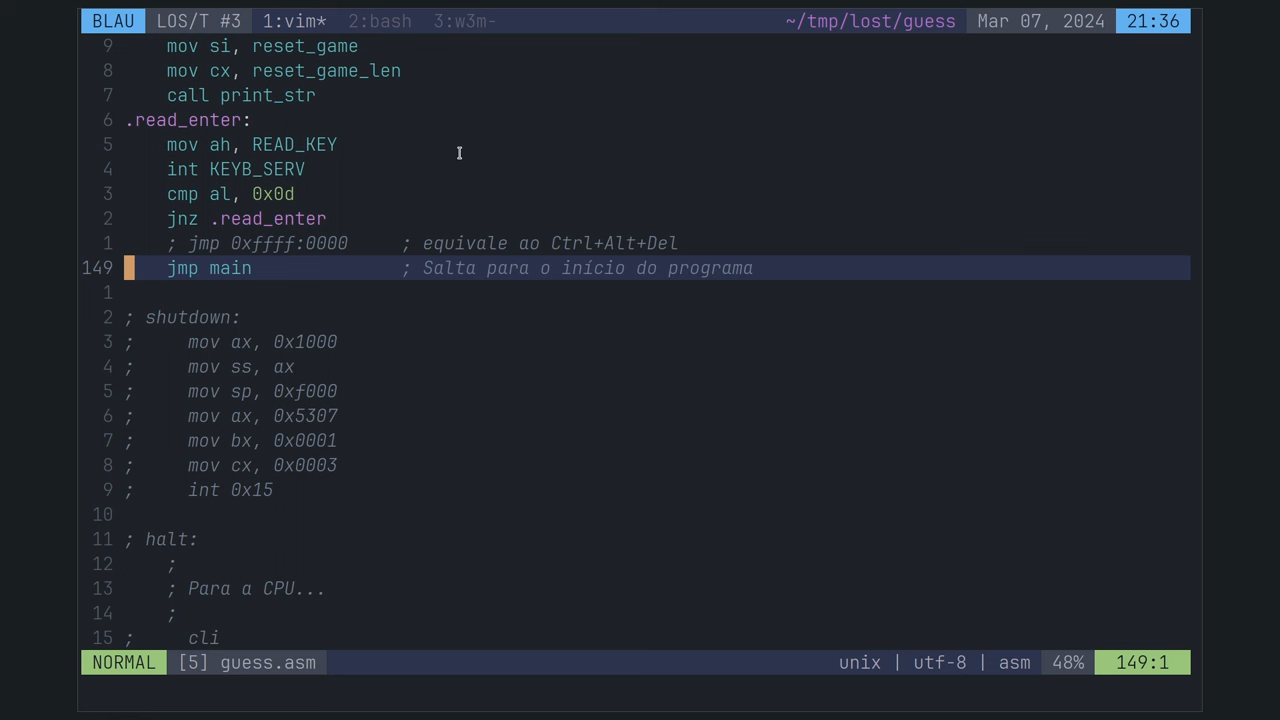 BLAU LOS/T #3 1:vim* 2:bash 3:w3m- ~/tmp/lost/guess Mar 07, 2024 21:36
9 mov si, reset_game
8 mov cx, reset_game_len
7 call print_str
6 .read_enter:
5 mov ah, READ_KEY
4 int KEYB_SERV
3 cmp al, 0x0d
2 jnz .read_enter
1 ; jmp 0xffff:0000 ; equivale ao Ctrl+Alt+Del
149 jmp main ; Salta para o início do programa
1
2 ; shutdown:
3 ; mov ax, 0x1000
4 ; mov ss, ax
5 ; mov sp, 0xf000
6 ; mov ax, 0x5307
7 ; mov bx, 0x0001
8 ; mov cx, 0x0003
9 ; int 0x15
10
11 ; halt:
12 ;
13 ; Para a CPU...
14 ;
15 ; cli
NORMAL [5] guess.asm unix | utf-8 | asm 48% 149:1